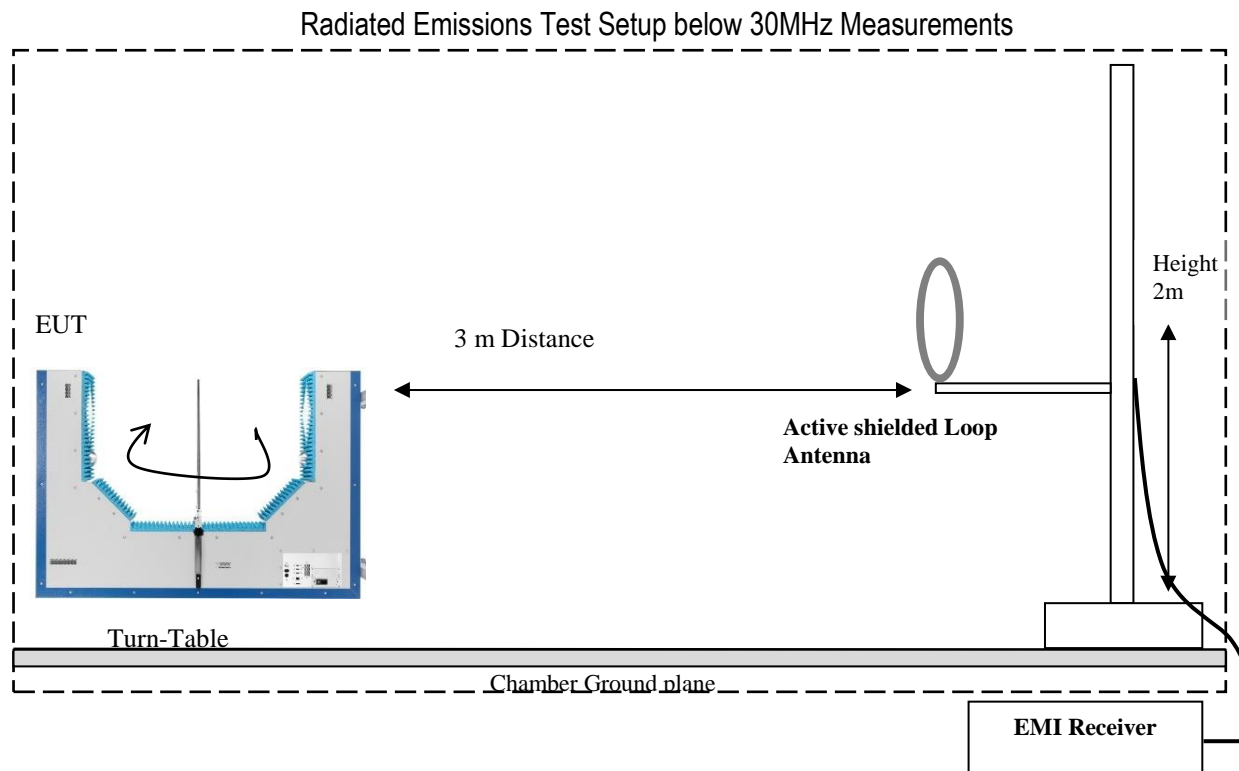 Radiated Emissions Test Setup below 30MHz Measurements
Height
2m
EUT
3 m Distance
Active shielded Loop
Antenna
Turn-Table
Chamber Ground plane
EMI Receiver